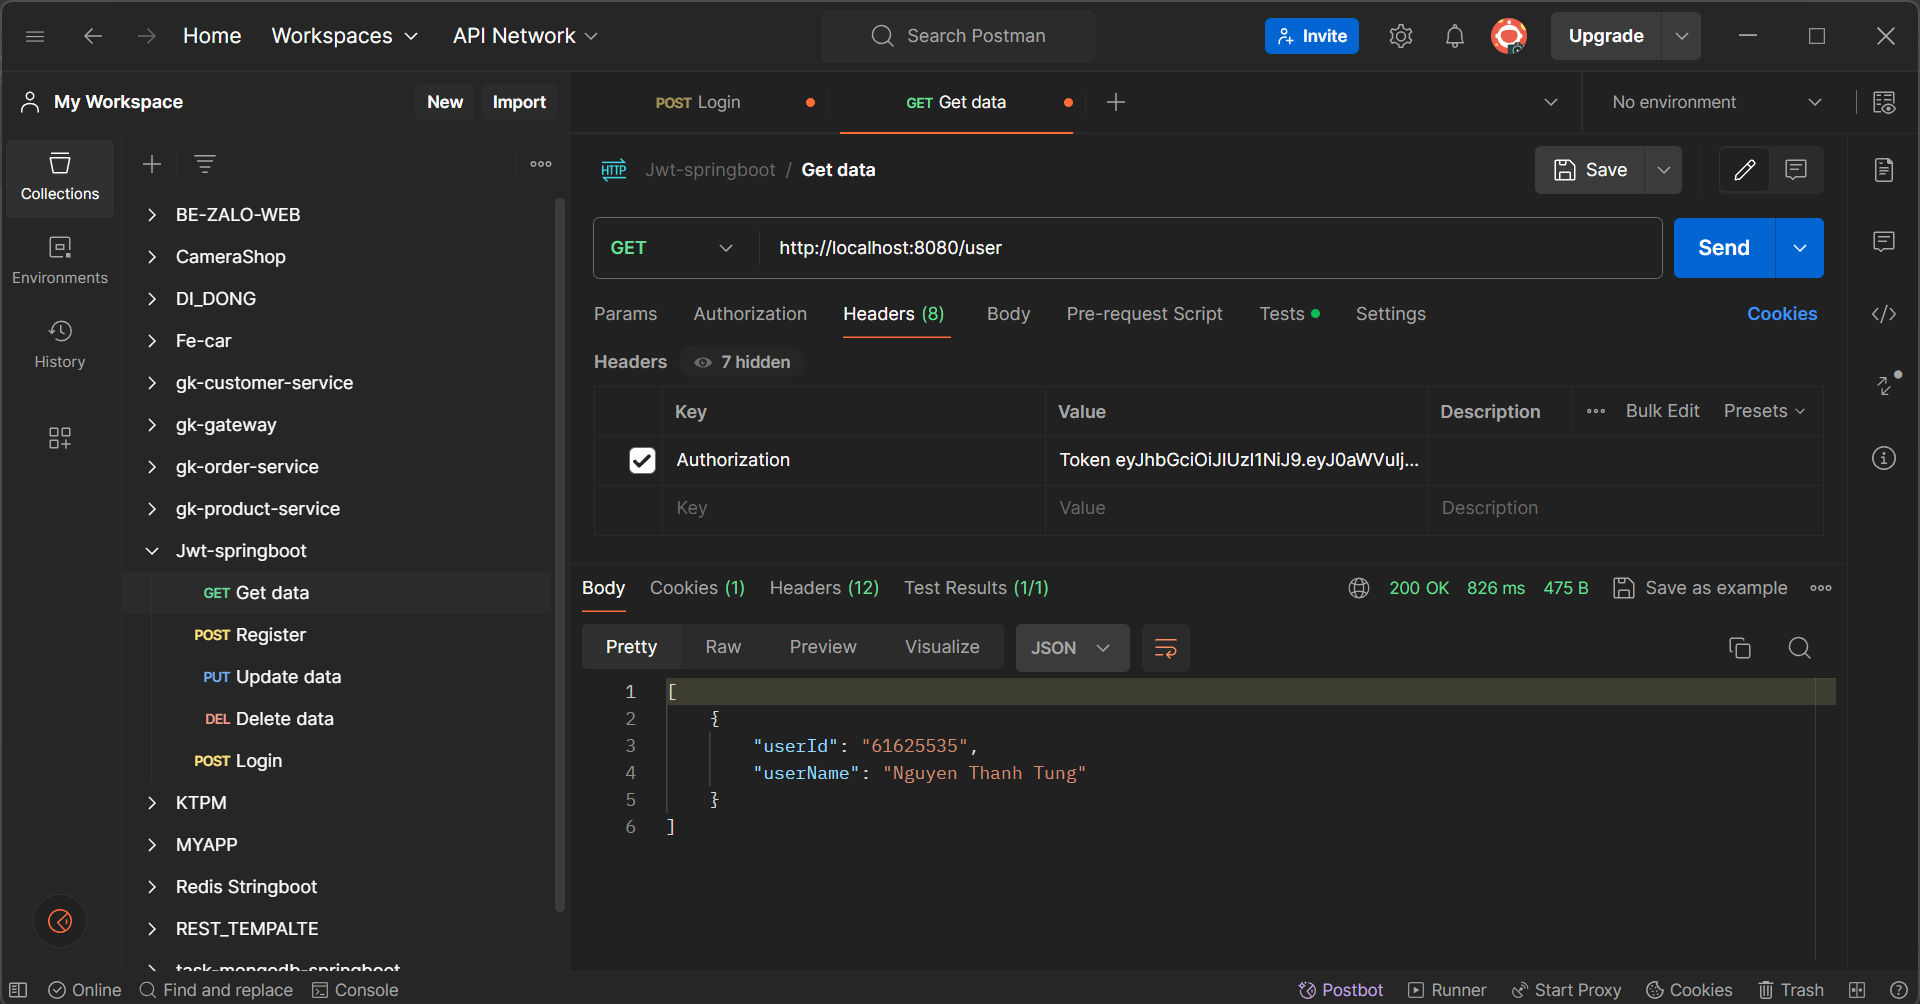 Home Workspaces API Network Search Postman Invite Upgrade
My Workspace New Import POST Login GET Get data No environment
Collections
Environments
History
BE-ZALO-WEB
CameraShop
DI_DONG
Fe-car
gk-customer-service
gk-gateway
gk-order-service
gk-product-service
Jwt-springboot
GET Get data
POST Register
PUT Update data
DEL Delete data
POST Login
KTPM
MYAPP
Redis Stringboot
REST_TEMPALTE
task-mongodb-springboot
HTTP Jwt-springboot / Get data Save
GET http://localhost:8080/user Send
Params Authorization Headers (8) Body Pre-request Script Tests Settings Cookies
Headers 7 hidden
Key Value Description Bulk Edit Presets
Authorization Token eyJhbGciOiJIUzI1NiJ9.eyJ0aWVuIj...
Key Value Description
Body Cookies (1) Headers (12) Test Results (1/1) 200 OK 826 ms 475 B Save as example
Pretty Raw Preview Visualize JSON
1 [
2 {
3 "userId": "61625535",
4 "userName": "Nguyen Thanh Tung"
5 }
6 ]
Online Find and replace Console Postbot Runner Start Proxy Cookies Trash